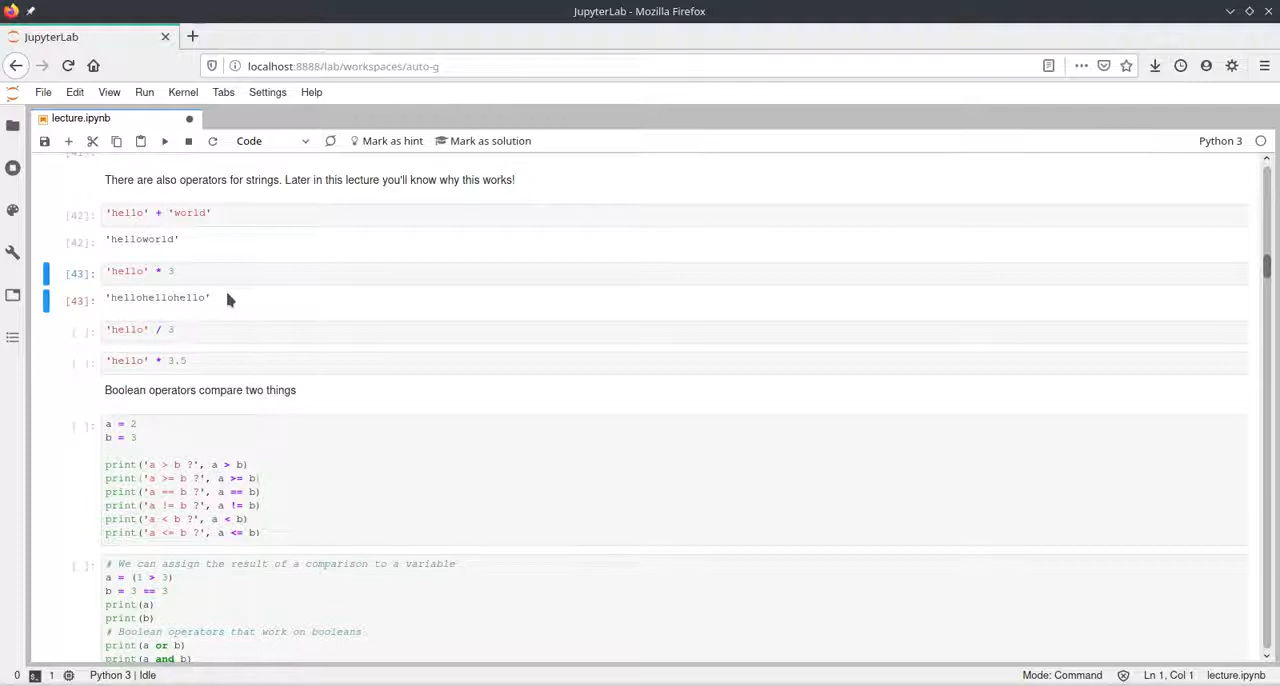 JupyterLab - Mozilla Firefox
JupyterLab
localhost:8888/lab/workspaces/auto-g
File Edit View Run Kernel Tabs Settings Help
lecture.ipynb
Code Mark as hint Mark as solution Python 3
There are also operators for strings. Later in this lecture you'll know why this works!
[42]: 'hello' + 'world'
[42]: 'helloworld'
[43]: 'hello' * 3
[43]: 'hellohellohello'
[ ]: 'hello' / 3
[ ]: 'hello' * 3.5
Boolean operators compare two things
[ ]: a = 2
b = 3
print('a > b ?', a > b)
print('a >= b ?', a >= b)
print('a == b ?', a == b)
print('a != b ?', a != b)
print('a < b ?', a < b)
print('a <= b ?', a <= b)
[ ]: # We can assign the result of a comparison to a variable
a = (1 > 3)
b = 3 == 3
print(a)
print(b)
# Boolean operators that work on booleans
print(a or b)
print(a and b)
0 1 Python 3 | Idle Mode: Command Ln 1, Col 1 lecture.ipynb